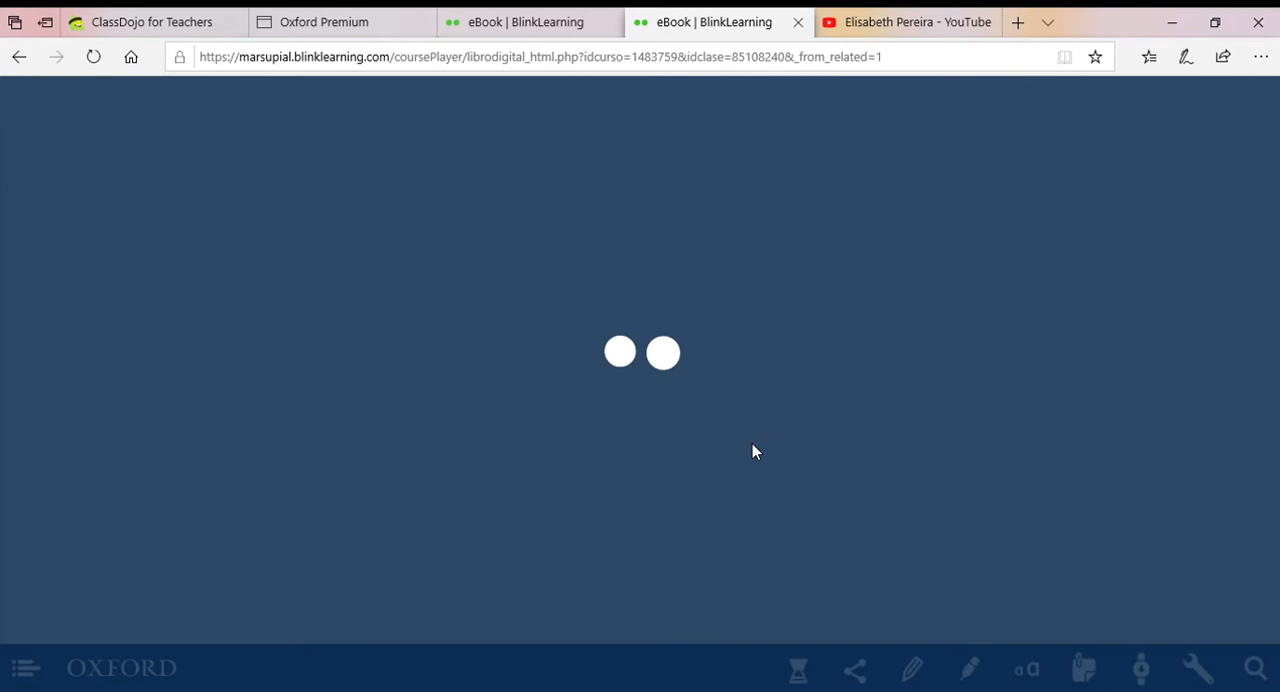 ClassDojo for Teachers
Oxford Premium
eBook | BlinkLearning
eBook | BlinkLearning
Elisabeth Pereira - YouTube
https://marsupial.blinklearning.com/coursePlayer/librodigital_html.php?idcurso=1483759&idclase=85108240&_from_related=1
OXFORD
aa